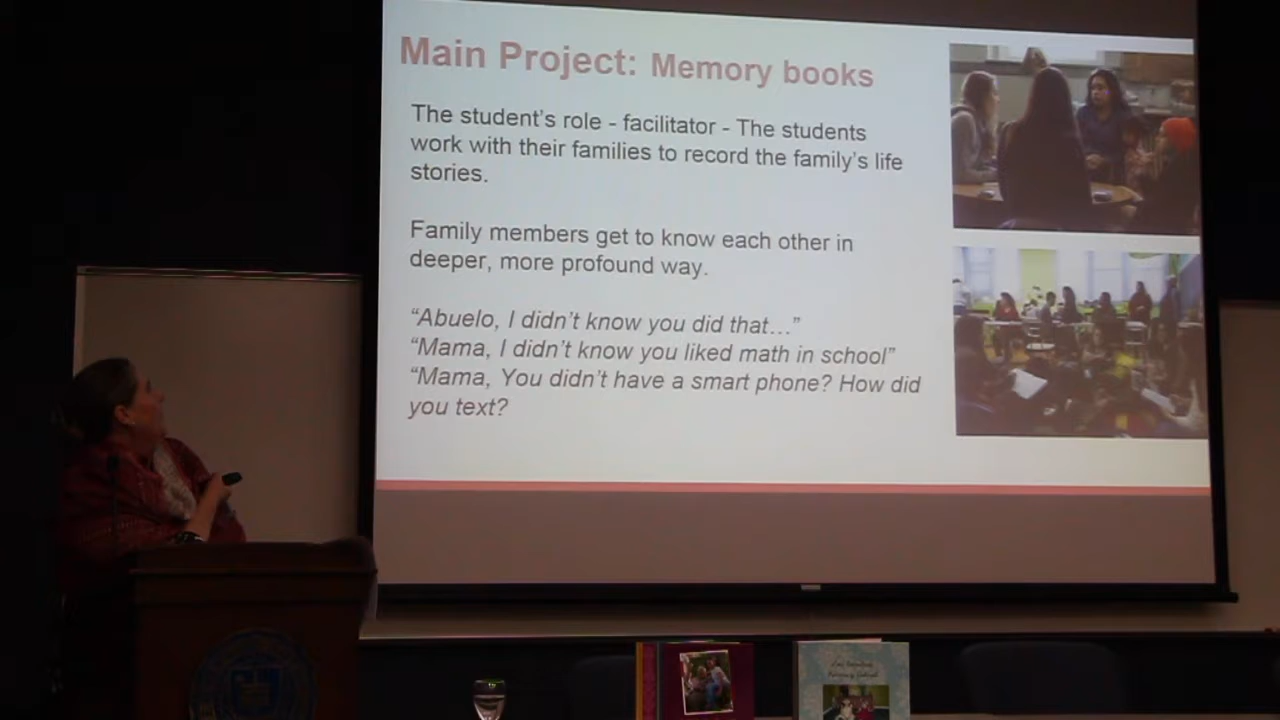 Main Project: Memory books
The student's role - facilitator - The students
work with their families to record the family's life
stories.
Family members get to know each other in
deeper, more profound way.
“Abuelo, I didn't know you did that…”
“Mama, I didn't know you liked math in school”
“Mama, You didn't have a smart phone? How did
you text?